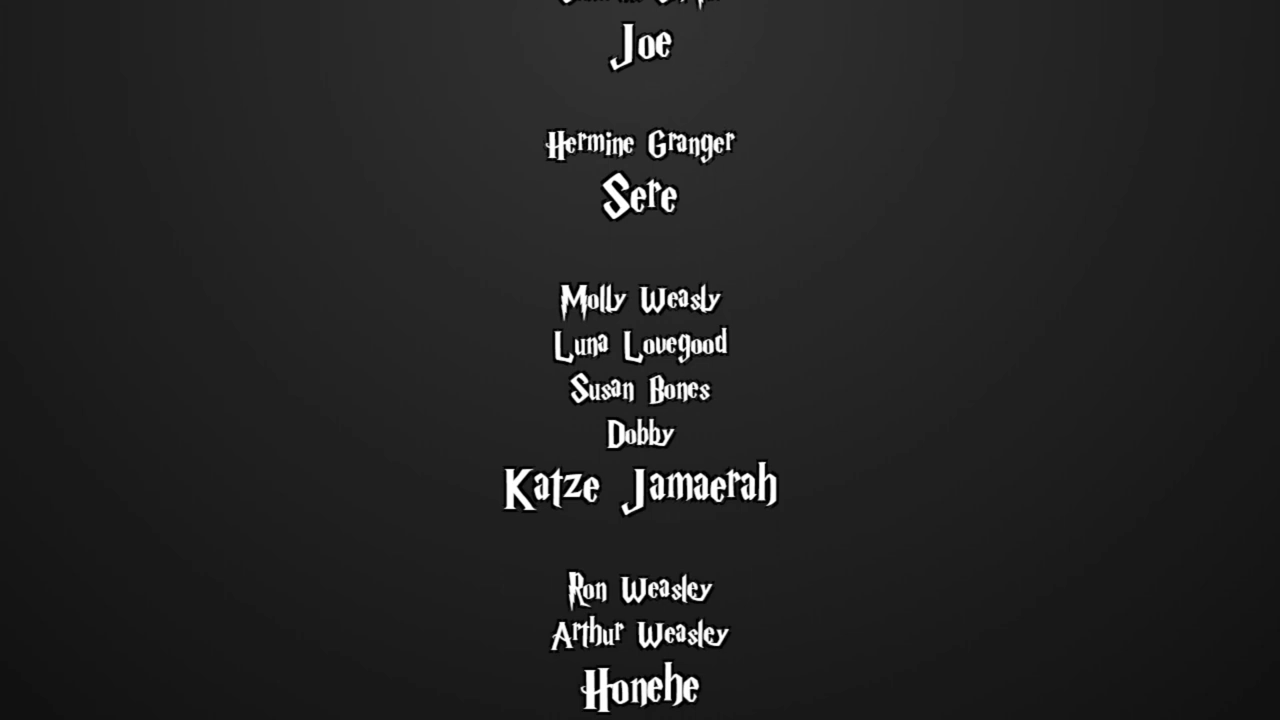 Joe
Hermine Granger
Sere
Molly Weasly
Luna Lovegood
Susan Bones
Dobby
Katze Jamaerah
Ron Weasley
Arthur Weasley
Honehe